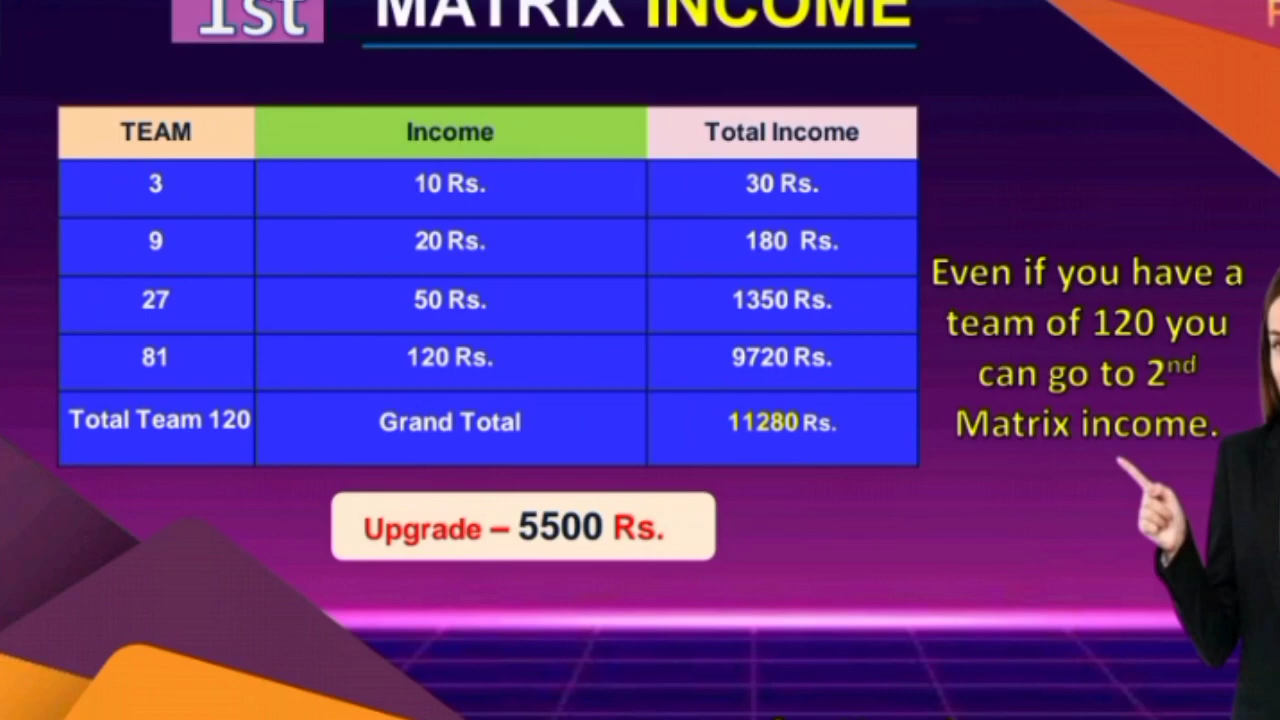 1st MATRIX INCOME
TEAM Income Total Income
3 10 Rs. 30 Rs.
9 20 Rs. 180 Rs.
27 50 Rs. 1350 Rs.
81 120 Rs. 9720 Rs.
Total Team 120 Grand Total 11280 Rs.
Even if you have a
team of 120 you
can go to 2nd
Matrix income.
Upgrade – 5500 Rs.